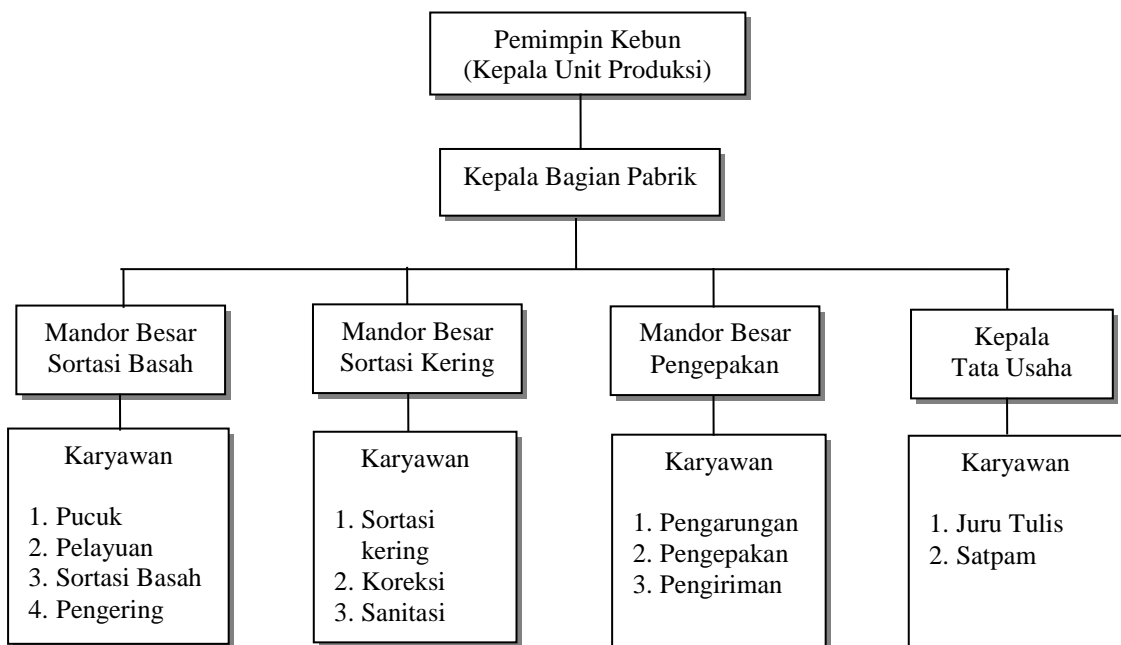 Pemimpin Kebun
(Kepala Unit Produksi)
Kepala Bagian Pabrik
Mandor Besar
Sortasi Basah
Mandor Besar
Sortasi Kering
Mandor Besar
Pengepakan
Kepala
Tata Usaha
Karyawan
1. Pucuk
2. Pelayuan
3. Sortasi Basah
4. Pengering
Karyawan
1. Sortasi
kering
2. Koreksi
3. Sanitasi
Karyawan
1. Pengarungan
2. Pengepakan
3. Pengiriman
Karyawan
1. Juru Tulis
2. Satpam